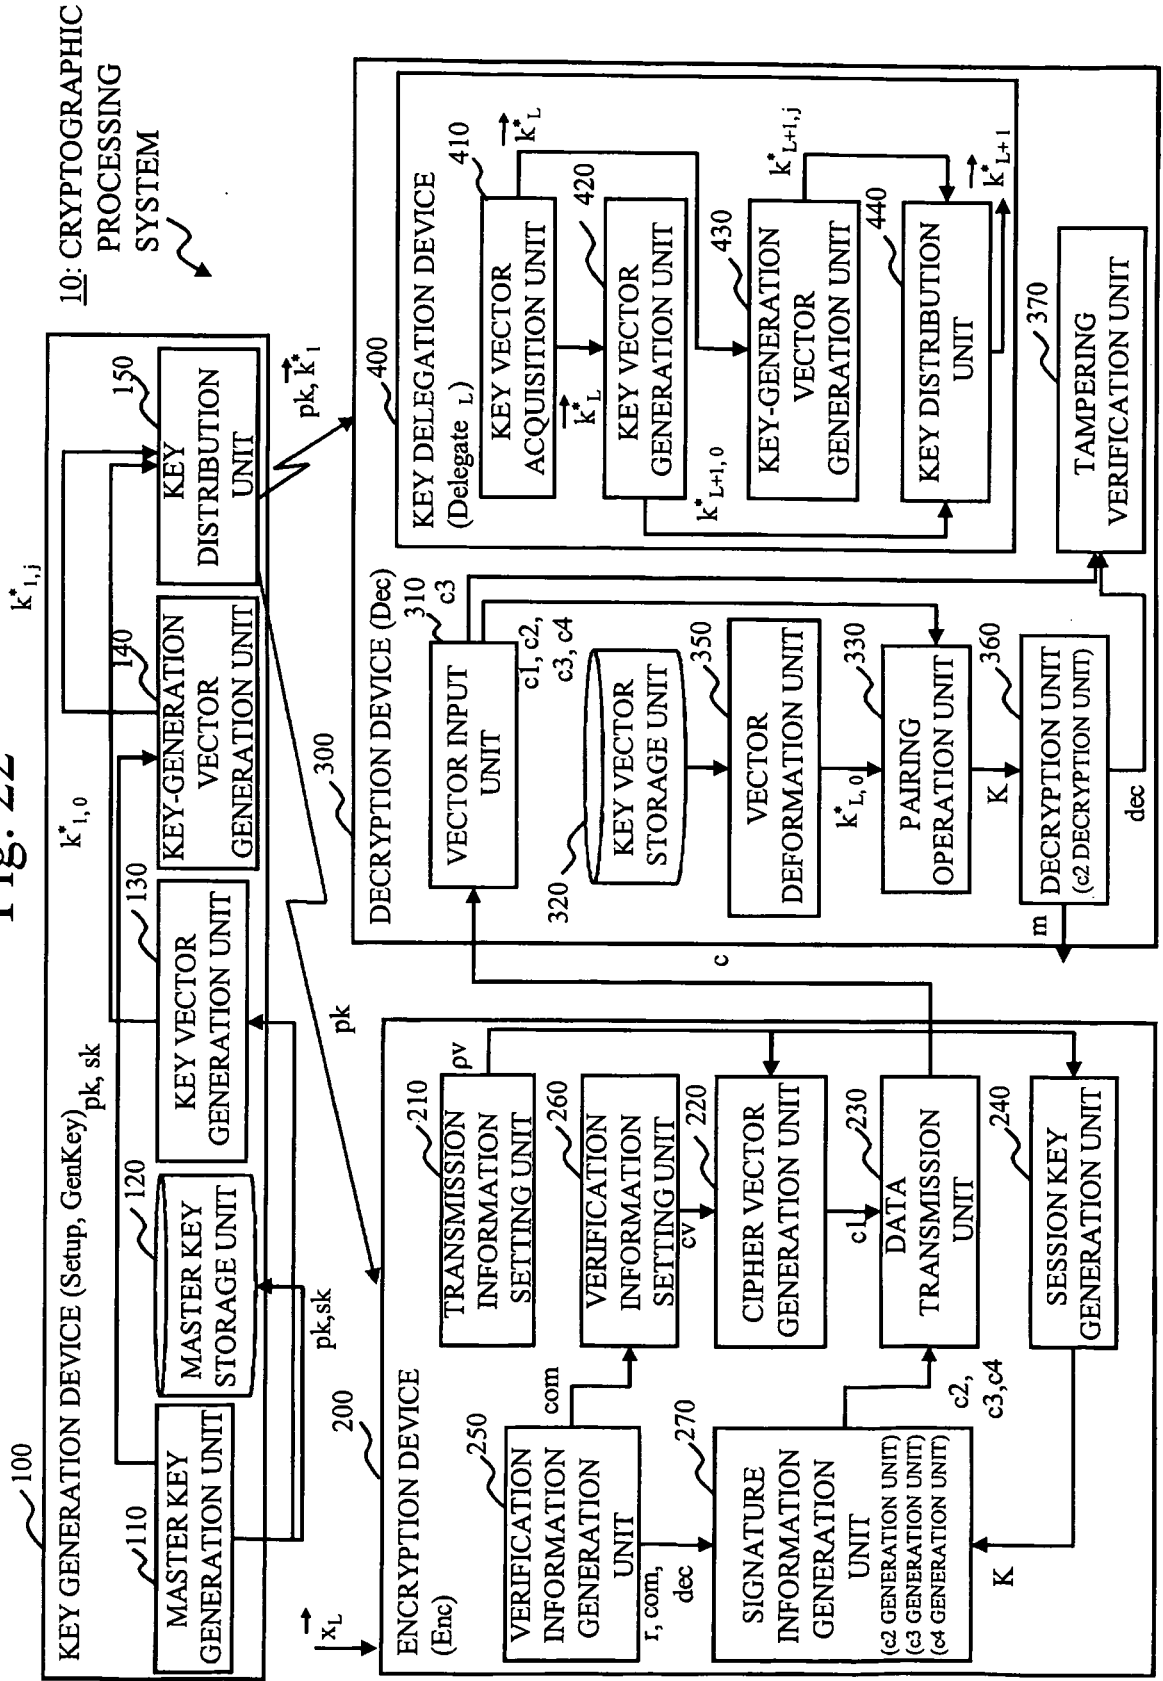 Fig. 22
10: CRYPTOGRAPHIC
PROCESSING
SYSTEM
100
KEY GENERATION DEVICE (Setup, GenKey)
110
MASTER KEY
GENERATION UNIT
120
MASTER KEY
STORAGE UNIT
130
KEY VECTOR
GENERATION UNIT
140
KEY-GENERATION
VECTOR
GENERATION UNIT
150
KEY
DISTRIBUTION
UNIT
pk, sk
k*1,0
k*1,j
pk,sk
pk
pk, k*1
xL
200
ENCRYPTION DEVICE
(Enc)
210
TRANSMISSION
INFORMATION
SETTING UNIT
ρv
250
VERIFICATION
INFORMATION
GENERATION
UNIT
com
260
VERIFICATION
INFORMATION
SETTING UNIT
cv
r, com,
dec
220
CIPHER VECTOR
GENERATION UNIT
c1
270
SIGNATURE
INFORMATION
GENERATION
UNIT
(c2 GENERATION UNIT)
(c3 GENERATION UNIT)
(c4 GENERATION UNIT)
c2,
c3,c4
230
DATA
TRANSMISSION
UNIT
240
SESSION KEY
GENERATION UNIT
K
c
300
DECRYPTION DEVICE (Dec)
310
VECTOR INPUT
UNIT
c3
c1, c2,
c3, c4
320
KEY VECTOR
STORAGE UNIT
350
VECTOR
DEFORMATION UNIT
k*L,0
330
PAIRING
OPERATION UNIT
K
360
DECRYPTION UNIT
(c2 DECRYPTION UNIT)
m
dec
370
TAMPERING
VERIFICATION UNIT
400
KEY DELEGATION DEVICE
(Delegate L)
410
KEY VECTOR
ACQUISITION UNIT
k*L
k*L
420
KEY VECTOR
GENERATION UNIT
k*L+1,0
430
KEY-GENERATION
VECTOR
GENERATION UNIT
k*L+1,j
440
KEY DISTRIBUTION
UNIT
k*L+1